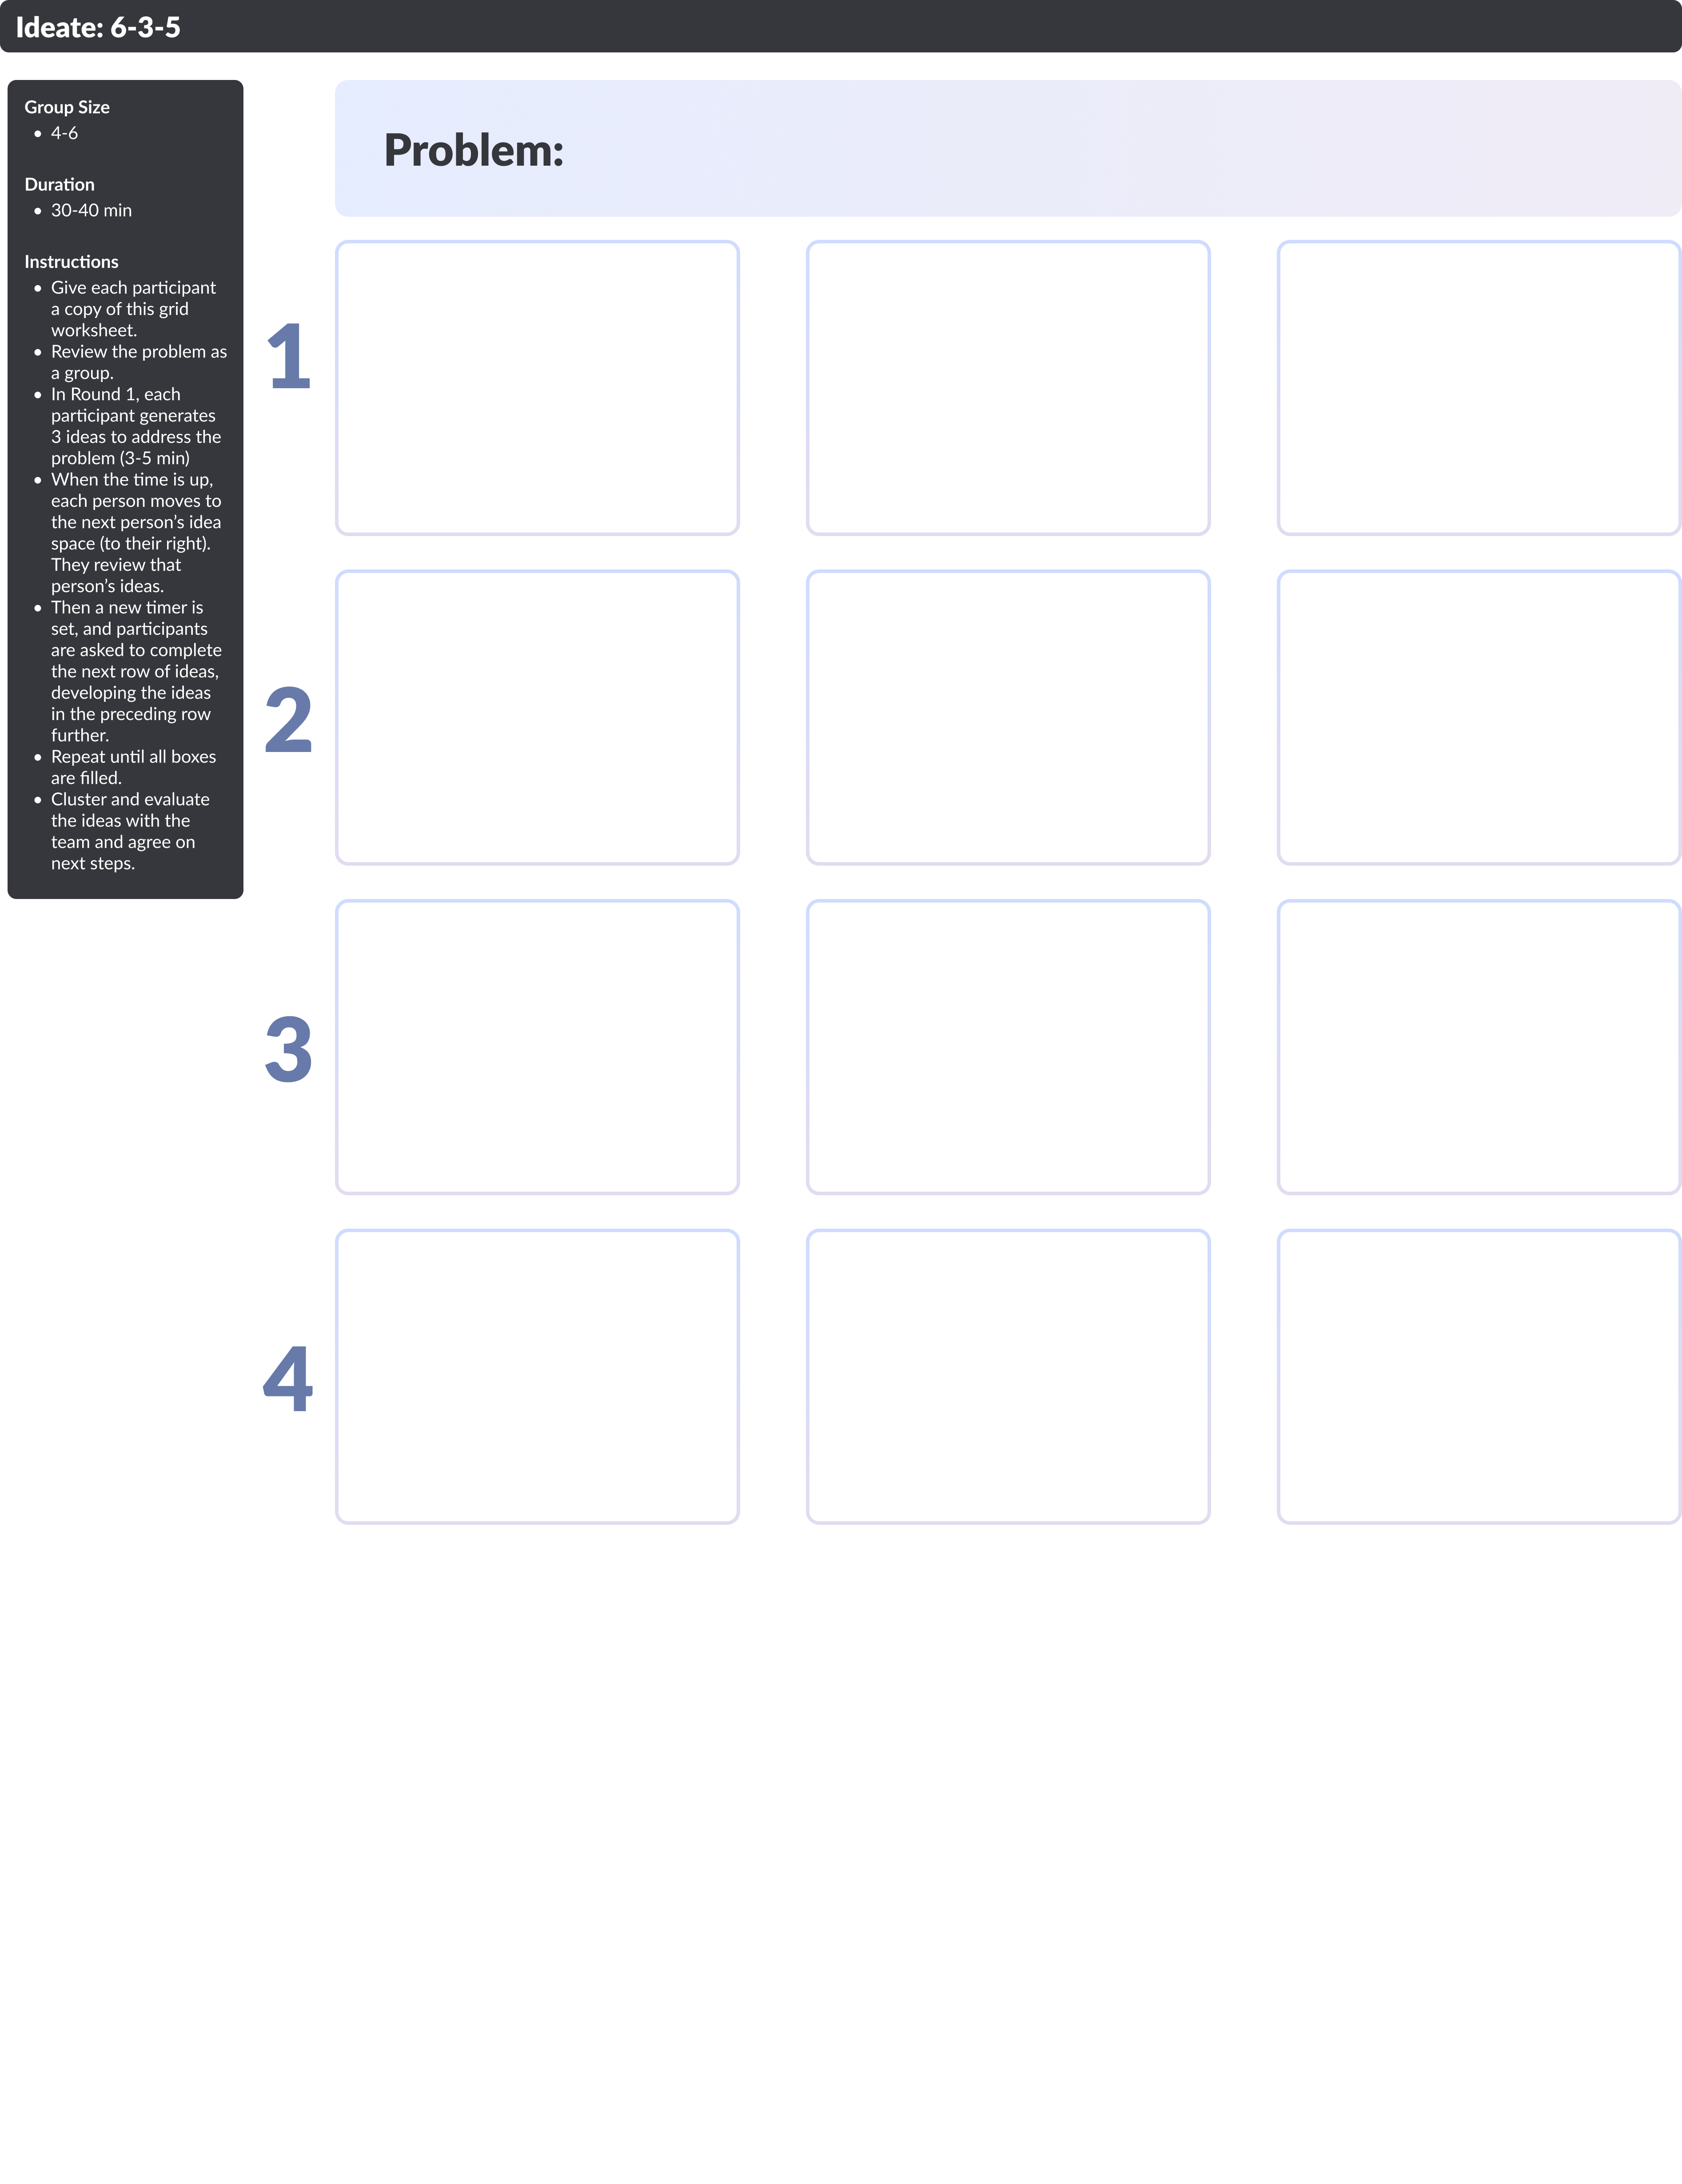 Ideate: 6-3-5
Group Size
• 4-6
Duration
• 30-40 min
Instructions
• Give each participant
a copy of this grid
worksheet.
• Review the problem as
a group.
• In Round 1, each
participant generates
3 ideas to address the
problem (3-5 min)
• When the time is up,
each person moves to
the next person’s idea
space (to their right).
They review that
person’s ideas.
• Then a new timer is
set, and participants
are asked to complete
the next row of ideas,
developing the ideas
in the preceding row
further.
• Repeat until all boxes
are filled.
• Cluster and evaluate
the ideas with the
team and agree on
next steps.
Problem:
1
2
3
4